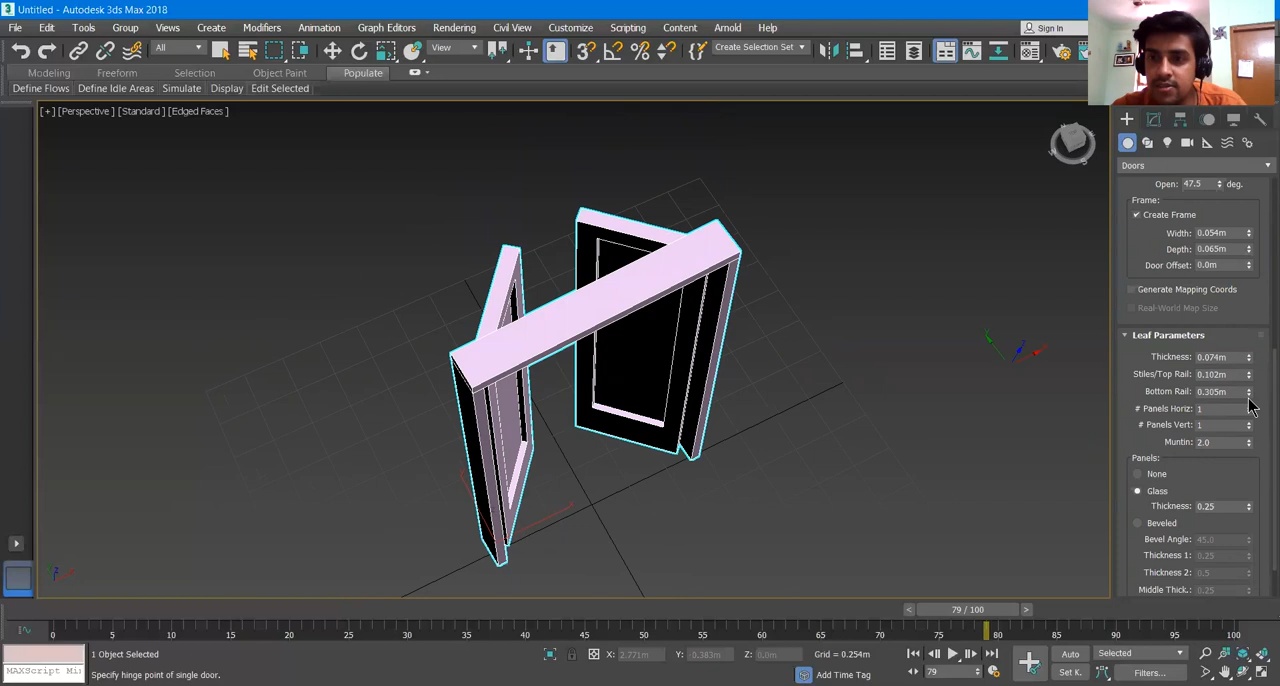 Untitled - Autodesk 3ds Max 2018
File Edit Tools Group Views Create Modifiers Animation Graph Editors Rendering Civil View Customize Scripting Content Arnold Help Sign In
All View Create Selection Set
Modeling Freeform Selection Object Paint Populate
Define Flows Define Idle Areas Simulate Display Edit Selected
[+] [Perspective] [Standard] [Edged Faces]
Doors
Open: 47.5 deg.
Frame:
Create Frame
Width: 0.054m
Depth: 0.065m
Door Offset: 0.0m
Generate Mapping Coords
Real-World Map Size
Leaf Parameters
Thickness: 0.074m
Stiles/Top Rail: 0.102m
Bottom Rail: 0.305m
# Panels Horiz: 1
# Panels Vert: 1
Muntin: 2.0
Panels:
None
Glass
Thickness: 0.25
Beveled
Bevel Angle: 45.0
Thickness 1: 0.25
Thickness 2: 0.5
Middle Thick.: 0.25
< 79 / 100 >
0 5 10 15 20 25 30 35 40 45 50 55 60 65 70 75 80 85 90 95 100
1 Object Selected X: 2.771m Y: -0.383m Z: 0.0m Grid = 0.254m Auto Selected
MAXScript Mi Specify hinge point of single door. Add Time Tag 79 Set K. Filters...